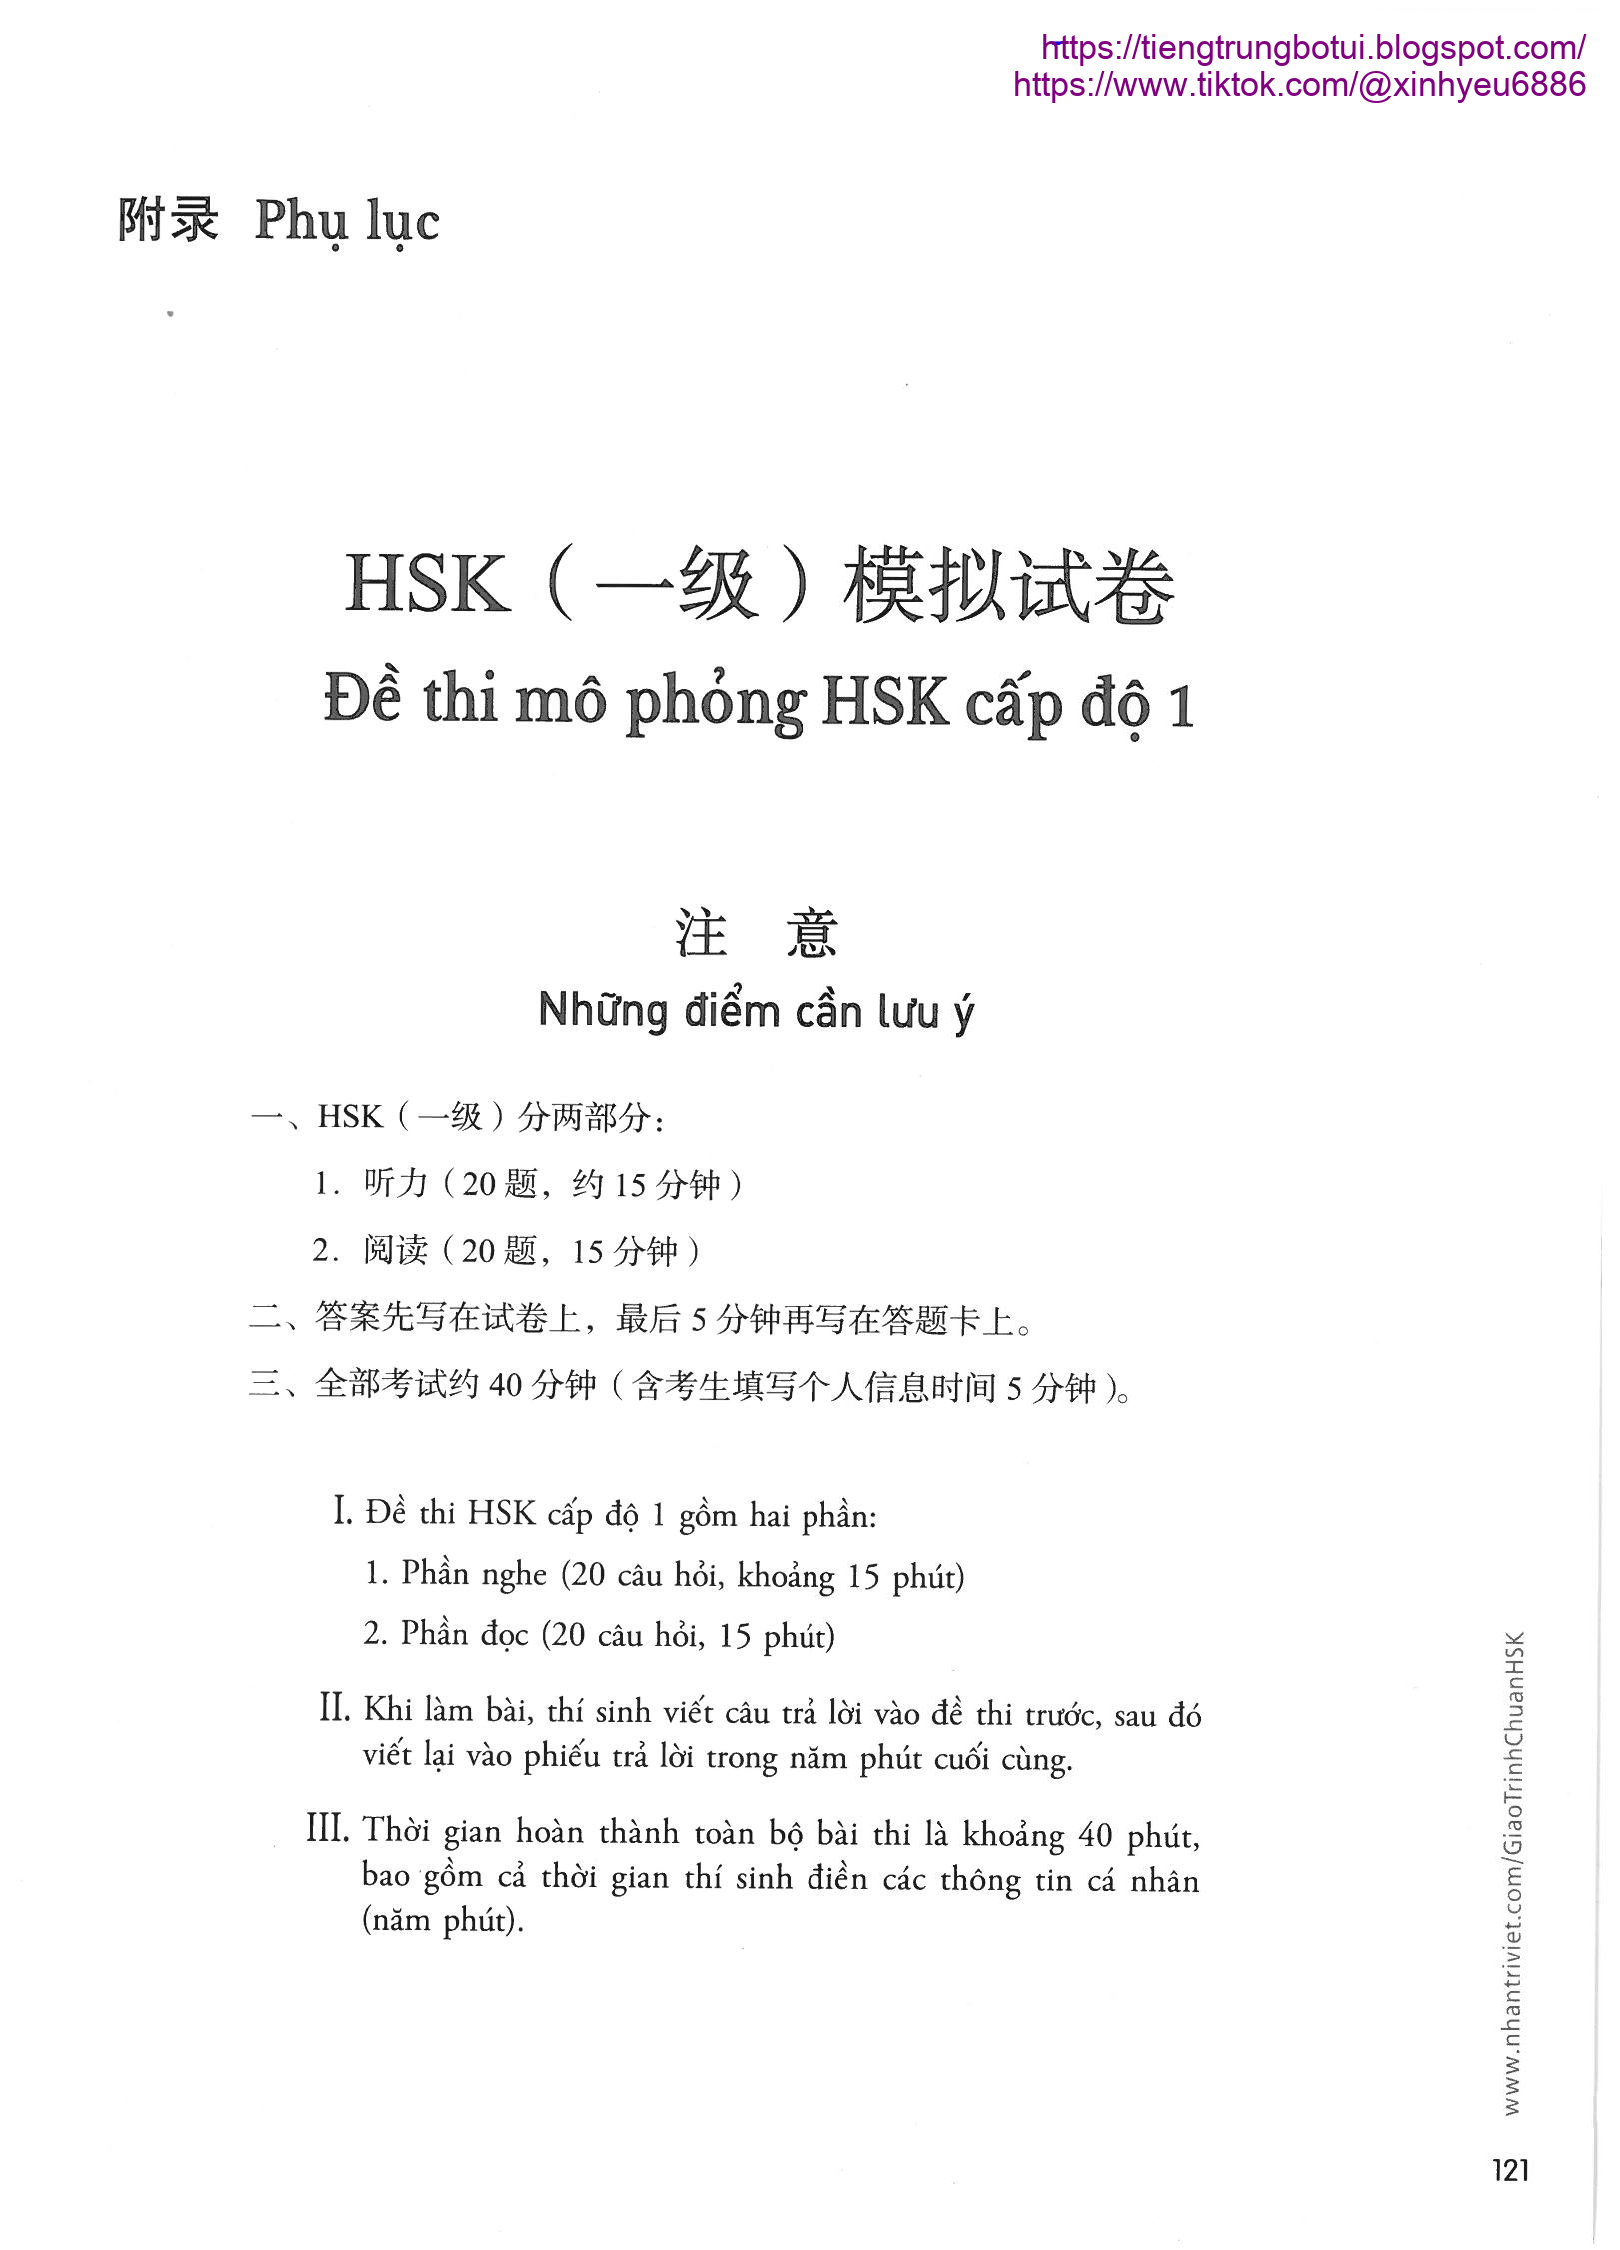 https://tiengtrungbotui.blogspot.com/
https://www.tiktok.com/@xinhyeu6886
附录 Phụ lục
HSK（一级）模拟试卷
Đề thi mô phỏng HSK cấp độ 1
注 意
Những điểm cần lưu ý
一、HSK（一级）分两部分：
1. 听力（20 题，约 15 分钟）
2. 阅读（20 题，15 分钟）
二、答案先写在试卷上，最后 5 分钟再写在答题卡上。
三、全部考试约 40 分钟（含考生填写个人信息时间 5 分钟）。
I. Đề thi HSK cấp độ 1 gồm hai phần:
1. Phần nghe (20 câu hỏi, khoảng 15 phút)
2. Phần đọc (20 câu hỏi, 15 phút)
II. Khi làm bài, thí sinh viết câu trả lời vào đề thi trước, sau đó
viết lại vào phiếu trả lời trong năm phút cuối cùng.
III. Thời gian hoàn thành toàn bộ bài thi là khoảng 40 phút,
bao gồm cả thời gian thí sinh điền các thông tin cá nhân
(năm phút).
www.nhantriviet.com/GiaoTrinhChuanHSK
121